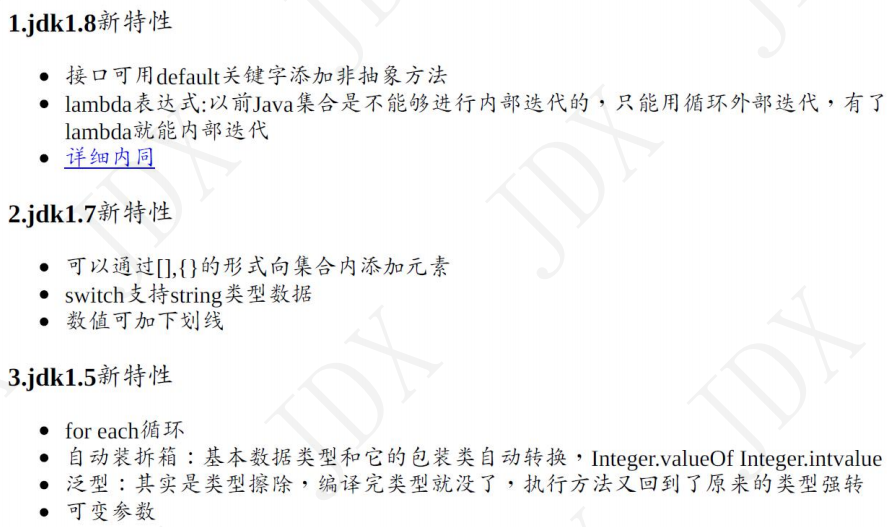 1.jdk1.8新特性
接口可用default关键字添加非抽象方法
lambda表达式:以前Java集合是不能够进行内部迭代的，只能用循环外部迭代，有了
lambda就能内部迭代
详细内同
2.jdk1.7新特性
可以通过[],{}的形式向集合内添加元素
switch支持string类型数据
数值可加下划线
3.jdk1.5新特性
for each循环
自动装拆箱：基本数据类型和它的包装类自动转换，Integer.valueOf Integer.intvalue
泛型：其实是类型擦除，编译完类型就没了，执行方法又回到了原来的类型强转
可变参数
JDX
JDX
JDX
JDX